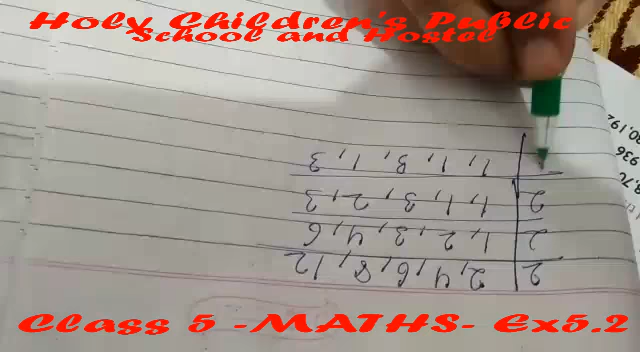 Holy Children's Public
School and Hostel
2 2, 4, 6, 8, 12
2 1, 2, 3, 4, 6
2 1, 1, 3, 2, 3
1, 1, 3, 1, 3
936
Class 5 -MATHS- Ex5.2